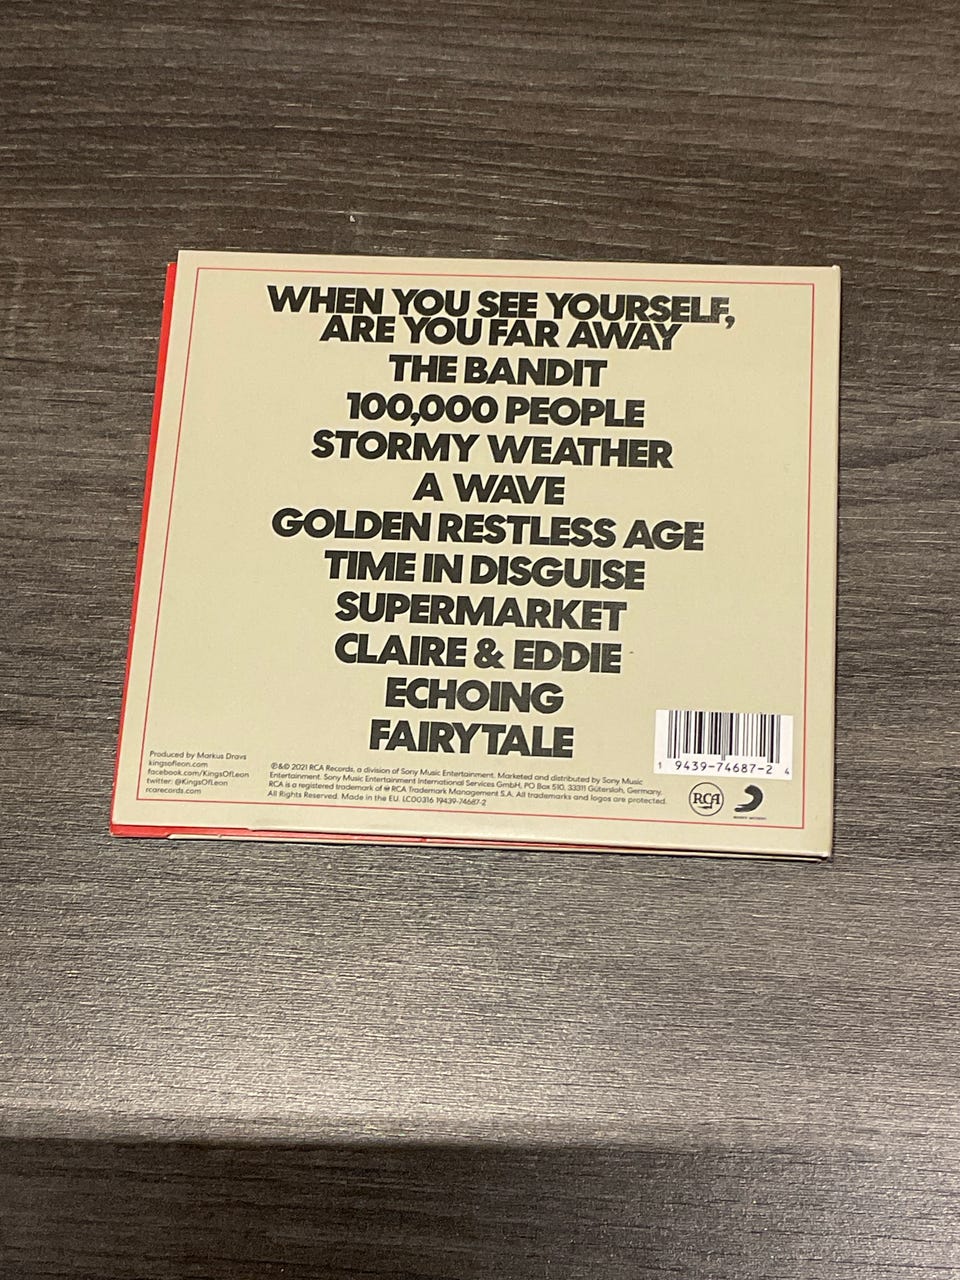 WHEN YOU SEE YOURSELF,
ARE YOU FAR AWAY
THE BANDIT
100,000 PEOPLE
STORMY WEATHER
A WAVE
GOLDEN RESTLESS AGE
TIME IN DISGUISE
SUPERMARKET
CLAIRE & EDDIE
ECHOING
FAIRYTALE
Produced by Markus Dravs
kingsofleon.com
facebook.com/KingsOfLeon
twitter: @KingsOfLeon
rcarecords.com
℗&© 2021 RCA Records, a division of Sony Music Entertainment. Marketed and distributed by Sony Music
Entertainment. Sony Music Entertainment International Services GmbH, PO Box 510, 33311 Gütersloh, Germany.
RCA is a registered trademark of RCA Trademark Management S.A. All trademarks and logos are protected.
All Rights Reserved. Made in the EU. LC00316 19439-74687-2
1 9439-74687-2 4
RCA